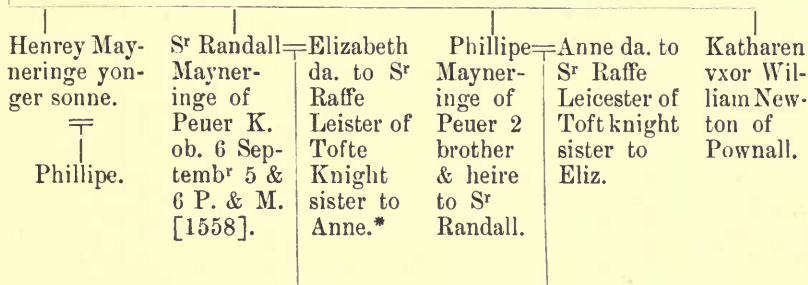 Henrey May-
neringe yon-
ger sonne.
Phillipe.
Sʳ Randall
Mayner-
inge of
Peuer K.
ob. 6 Sep-
tembʳ 5 &
6 P. & M.
[1558].
Elizabeth
da. to Sʳ
Raffe
Leister of
Tofte
Knight
sister to
Anne.*
Phillipe
Mayner-
inge of
Peuer 2
brother
& heire
to Sʳ
Randall.
Anne da. to
Sʳ Raffe
Leicester of
Toft knight
sister to
Eliz.
Katharen
vxor Wil-
liam New-
ton of
Pownall.